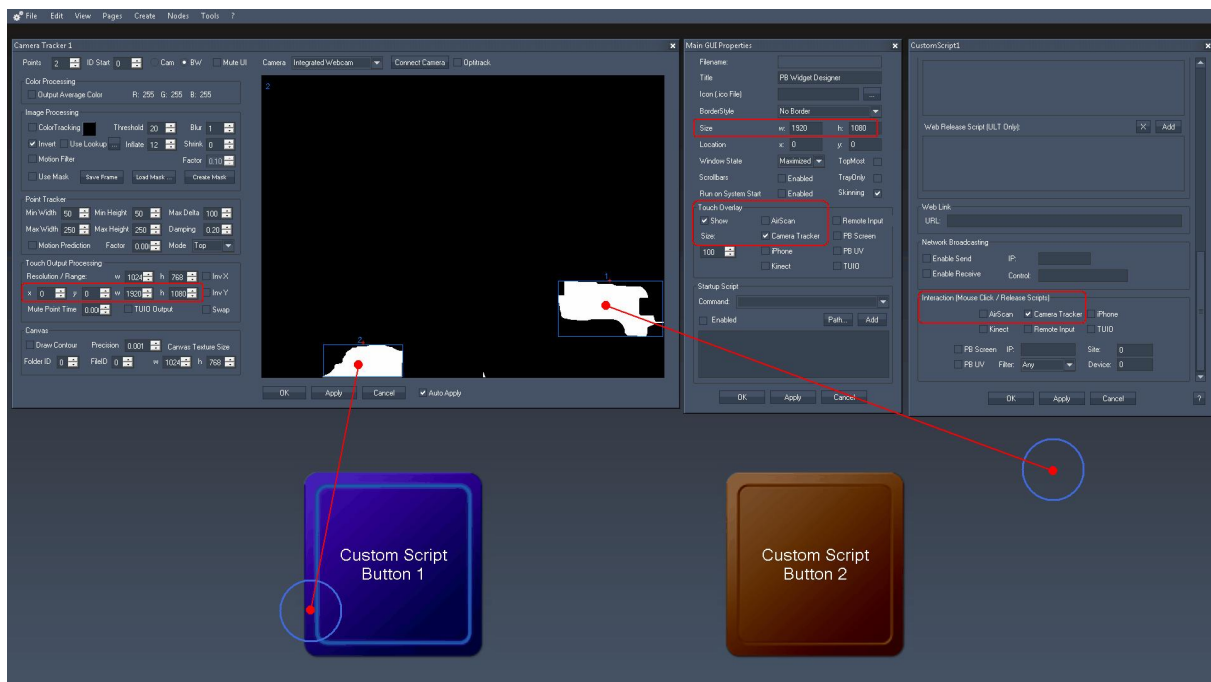 File Edit View Pages Create Nodes Tools ?
Camera Tracker 1 x
Points 2 ID Start 0 Cam BW Mute UI Camera Integrated Webcam Connect Camera Optitrack
Color Processing
Output Average Color R: 255 G: 255 B: 255
Image Processing
ColorTracking Threshold 20 Blur 1
Invert Use Lookup ... Inflate 12 Shrink 0
Motion Filter Factor 0.10
Use Mask Save Frame Load Mask ... Create Mask
Point Tracker
Min Width 50 Min Height 50 Max Delta 100
Max Width 250 Max Height 250 Damping 0.20
Motion Prediction Factor 0.00 Mode Top
Touch Output Processing
Resolution / Range: w 1024 h 768 Inv X
x 0 y 0 w 1920 h 1080 Inv Y
Mute Point Time 0.00 TUIO Output Swap
Canvas
Draw Contour Precision 0.001 Canvas Texture Size
Folder ID 0 FileID 0 w 1024 h 768
2
1
2
OK Apply Cancel Auto Apply
Main GUI Properties x
Filename:
Title PB Widget Designer
Icon (.ico File) ...
BorderStyle No Border
Size w: 1920 h: 1080
Location x: 0 y: 0
Window State Maximized TopMost
Scrollbars Enabled TrayOnly
Run on System Start Enabled Skinning
Touch Overlay
Show AirScan Remote Input
Size: Camera Tracker PB Screen
100 iPhone PB UV
Kinect TUIO
Startup Script
Command:
Enabled Path... Add
OK Apply Cancel
CustomScript1 x
Web Release Script (ULT Only): X Add
Web Link
URL:
Network Broadcasting
Enable Send IP:
Enable Receive Control:
Interaction (Mouse Click / Release Scripts)
AirScan Camera Tracker iPhone
Kinect Remote Input TUIO
PB Screen IP: Site: 0
PB UV Filter: Any Device: 0
OK Apply Cancel ?
Custom Script
Button 1
Custom Script
Button 2